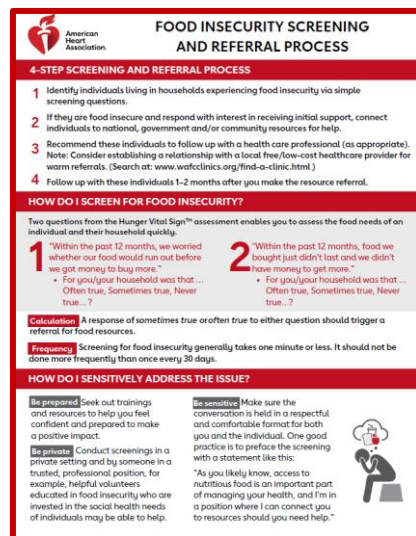 American
Heart
Association.
FOOD INSECURITY SCREENING
AND REFERRAL PROCESS
4-STEP SCREENING AND REFERRAL PROCESS
1 Identify individuals living in households experiencing food insecurity via simple
screening questions.
2 If they are food insecure and respond with interest in receiving initial support, connect
individuals to national, government and/or community resources for help.
3 Recommend these individuals to follow up with a health care professional (as appropriate).
Note: Consider establishing a relationship with a local free/low-cost healthcare provider for
warm referrals. (Search at: www.wafcclinics.org/find-a-clinic.html )
4 Follow up with these individuals 1–2 months after you make the resource referral.
HOW DO I SCREEN FOR FOOD INSECURITY?
Two questions from the Hunger Vital Sign™ assessment enables you to assess the food needs of an
individual and their household quickly.
1 "Within the past 12 months, we worried
whether our food would run out before
we got money to buy more."
• For you/your household was that ...
Often true, Sometimes true, Never
true...?
2 "Within the past 12 months, food we
bought just didn't last and we didn't
have money to get more."
• For you/your household was that ...
Often true, Sometimes true, Never
true...?
Calculation A response of sometimes true or often true to either question should trigger a
referral for food resources.
Frequency Screening for food insecurity generally takes one minute or less. It should not be
done more frequently than once every 30 days.
HOW DO I SENSITIVELY ADDRESS THE ISSUE?
Be prepared Seek out trainings
and resources to help you feel
confident and prepared to make
a positive impact.
Be private Conduct screenings in a
private setting and by someone in a
trusted, professional position, for
example, helpful volunteers
educated in food insecurity who are
invested in the social health needs
of individuals may be able to help.
Be sensitive Make sure the
conversation is held in a respectful
and comfortable format for both
you and the individual. One good
practice is to preface the screening
with a statement like this:
"As you likely know, access to
nutritious food is an important part
of managing your health, and I'm in
a position where I can connect you
to resources should you need help."